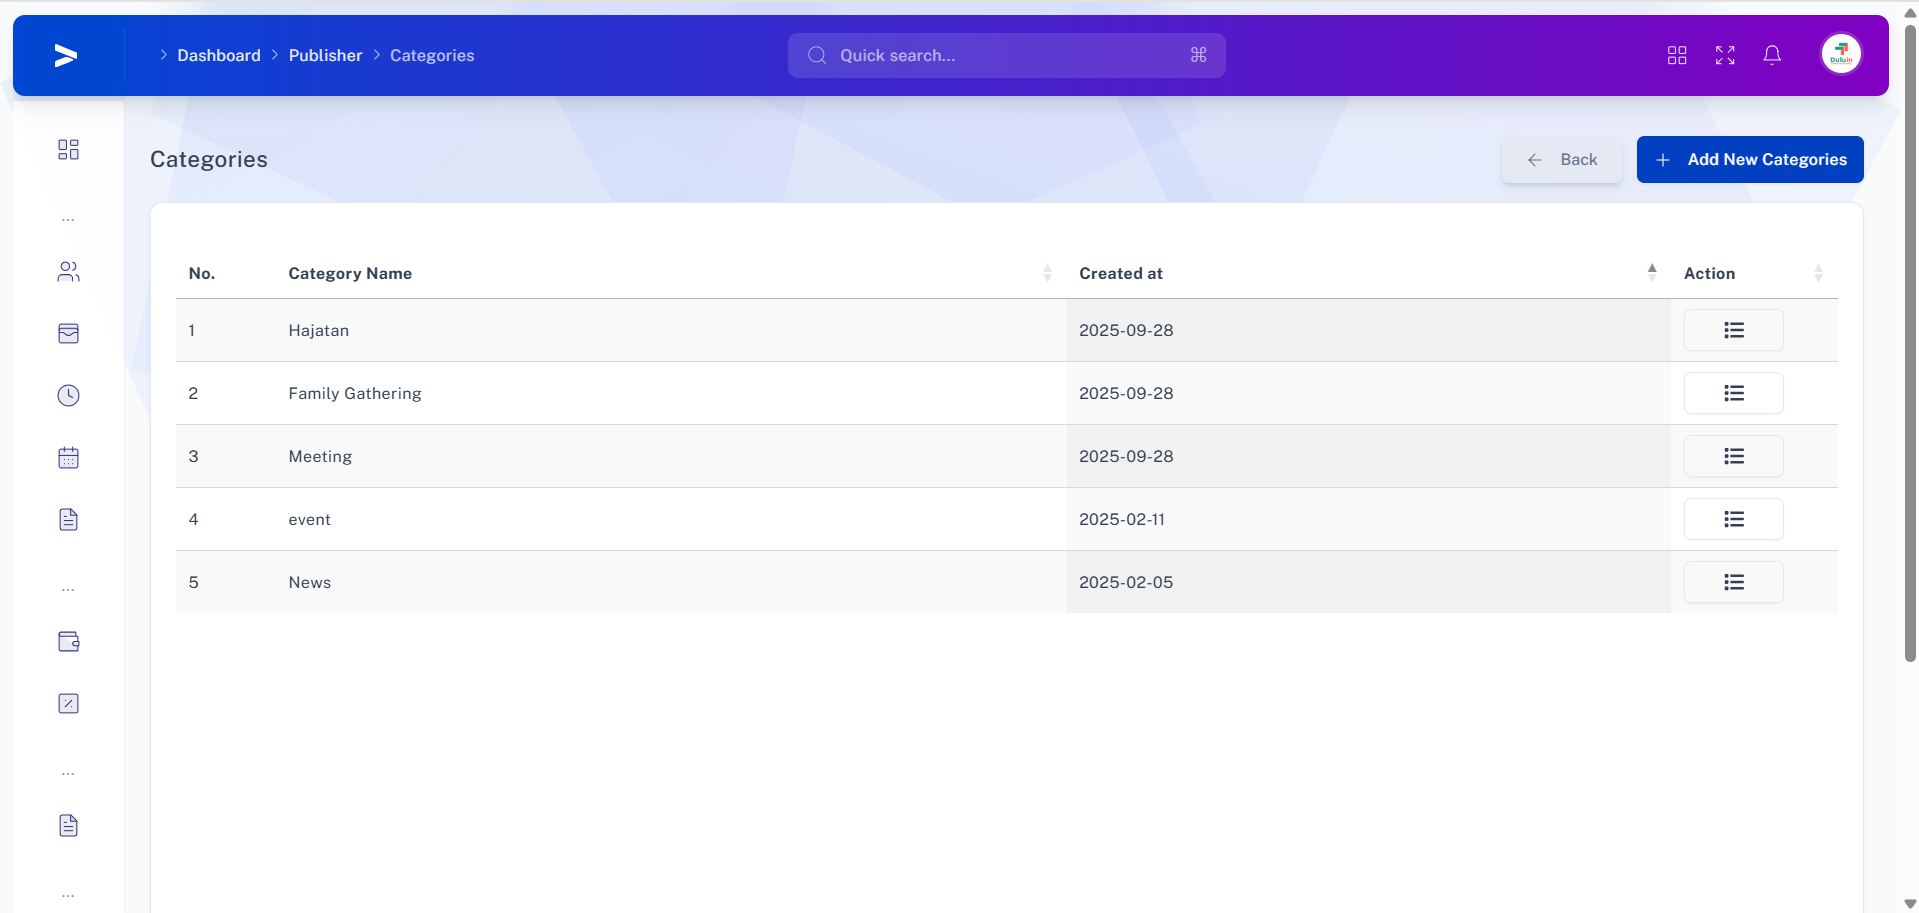 Dashboard Publisher Categories
Quick search...
Duluin
Categories
Back
Add New Categories
No. Category Name Created at Action
1 Hajatan 2025-09-28
2 Family Gathering 2025-09-28
3 Meeting 2025-09-28
4 event 2025-02-11
5 News 2025-02-05
...
...
...
...